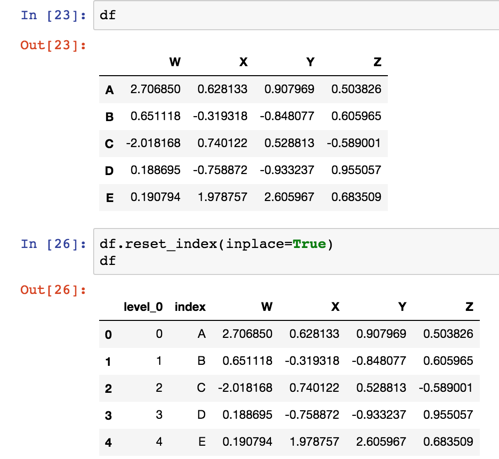 In [23]: df
Out[23]:
W X Y Z
A 2.706850 0.628133 0.907969 0.503826
B 0.651118 -0.319318 -0.848077 0.605965
C -2.018168 0.740122 0.528813 -0.589001
D 0.188695 -0.758872 -0.933237 0.955057
E 0.190794 1.978757 2.605967 0.683509
In [26]: df.reset_index(inplace=True)
df
Out[26]:
level_0 index W X Y Z
0 0 A 2.706850 0.628133 0.907969 0.503826
1 1 B 0.651118 -0.319318 -0.848077 0.605965
2 2 C -2.018168 0.740122 0.528813 -0.589001
3 3 D 0.188695 -0.758872 -0.933237 0.955057
4 4 E 0.190794 1.978757 2.605967 0.683509